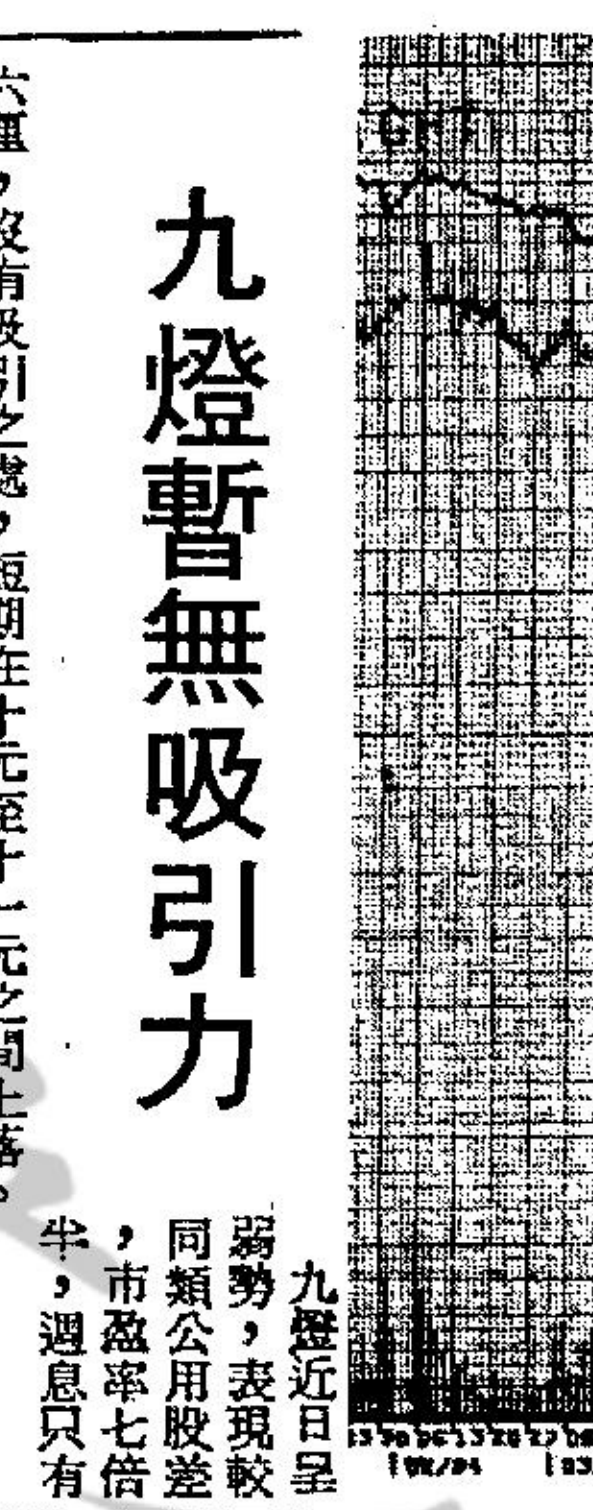 九燈暫無吸引力
九燈近日呈
弱勢，表現較
同類公用股差
，市盈率七倍
半，週息只有
六厘，沒有吸引之處，短期在十元至十一元之間上落。